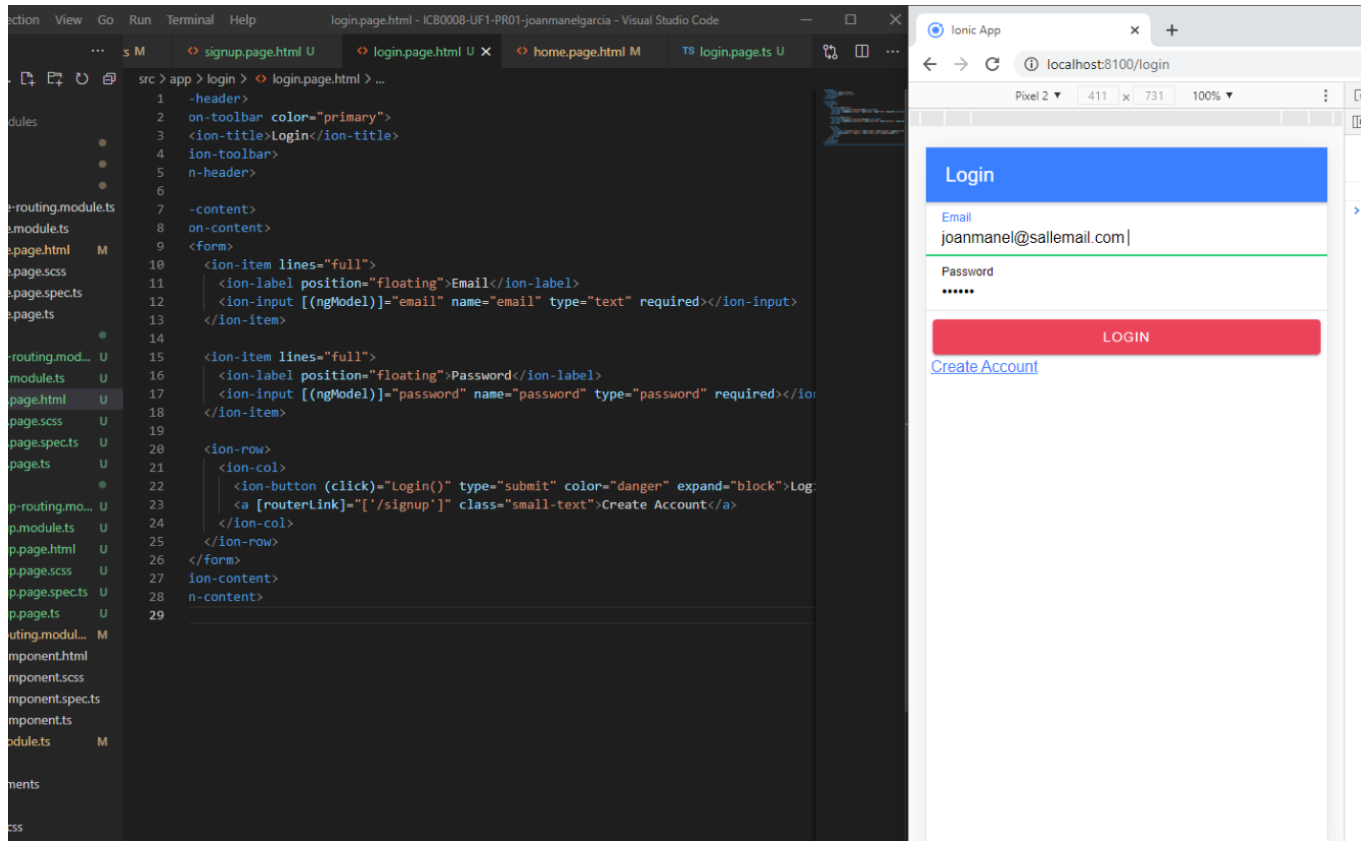 ection View Go Run Terminal Help login.page.html - ICB0008-UF1-PR01-joanmanelgarcia - Visual Studio Code
s M signup.page.html U login.page.html U home.page.html M TS login.page.ts U
src > app > login > login.page.html > ...
dules
e-routing.module.ts
e.module.ts
e.page.html M
e.page.scss
e.page.spec.ts
e.page.ts
-routing.mod... U
.module.ts U
.page.html U
.page.scss U
.page.spec.ts U
.page.ts U
p-routing.mo... U
p.module.ts U
p.page.html U
p.page.scss U
p.page.spec.ts U
p.page.ts U
outing.modul... M
mponent.html
mponent.scss
mponent.spec.ts
mponent.ts
odule.ts M
ments
css
1 -header>
2 on-toolbar color="primary">
3 <ion-title>Login</ion-title>
4 ion-toolbar>
5 n-header>
6
7 -content>
8 on-content>
9 <form>
10 <ion-item lines="full">
11 <ion-label position="floating">Email</ion-label>
12 <ion-input [(ngModel)]="email" name="email" type="text" required></ion-input>
13 </ion-item>
14
15 <ion-item lines="full">
16 <ion-label position="floating">Password</ion-label>
17 <ion-input [(ngModel)]="password" name="password" type="password" required></ion
18 </ion-item>
19
20 <ion-row>
21 <ion-col>
22 <ion-button (click)="Login()" type="submit" color="danger" expand="block">Log
23 <a [routerLink]="['/signup']" class="small-text">Create Account</a>
24 </ion-col>
25 </ion-row>
26 </form>
27 ion-content>
28 n-content>
29
Ionic App
localhost:8100/login
Pixel 2 ▼ 411 x 731 100% ▼
Login
Email
joanmanel@sallemail.com
Password
••••••
LOGIN
Create Account